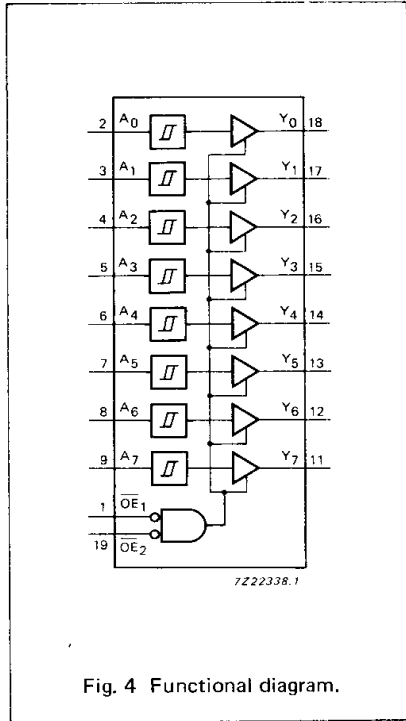 2 A0 Y0 18
3 A1 Y1 17
4 A2 Y2 16
5 A3 Y3 15
6 A4 Y4 14
7 A5 Y5 13
8 A6 Y6 12
9 A7 Y7 11
1 OE1
19 OE2
7Z22338.1
Fig. 4 Functional diagram.